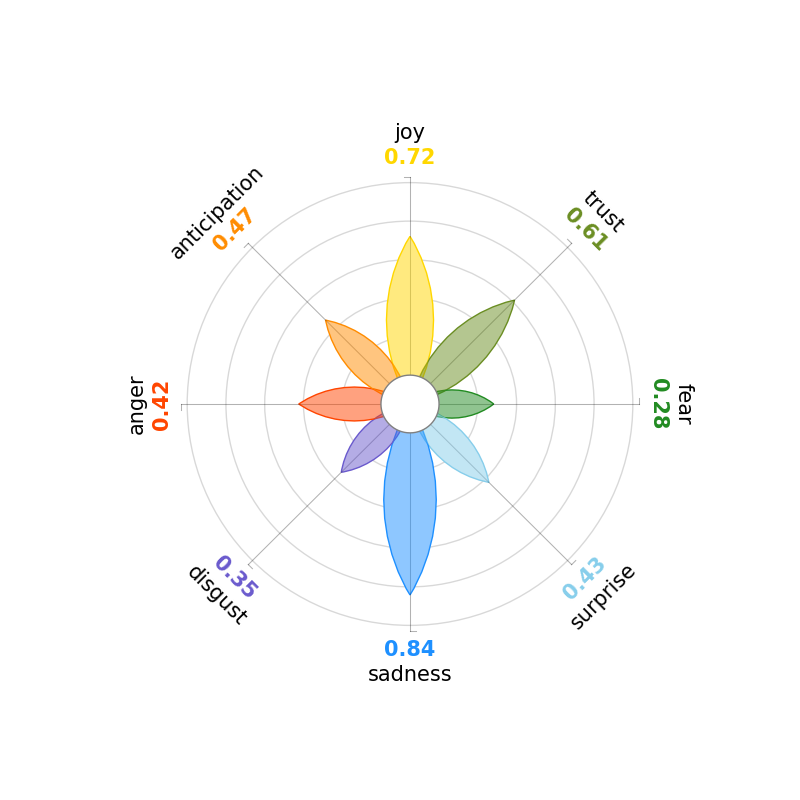 joy
0.72
trust
0.61
fear
0.28
surprise
0.43
sadness
0.84
disgust
0.35
anger
0.42
anticipation
0.47